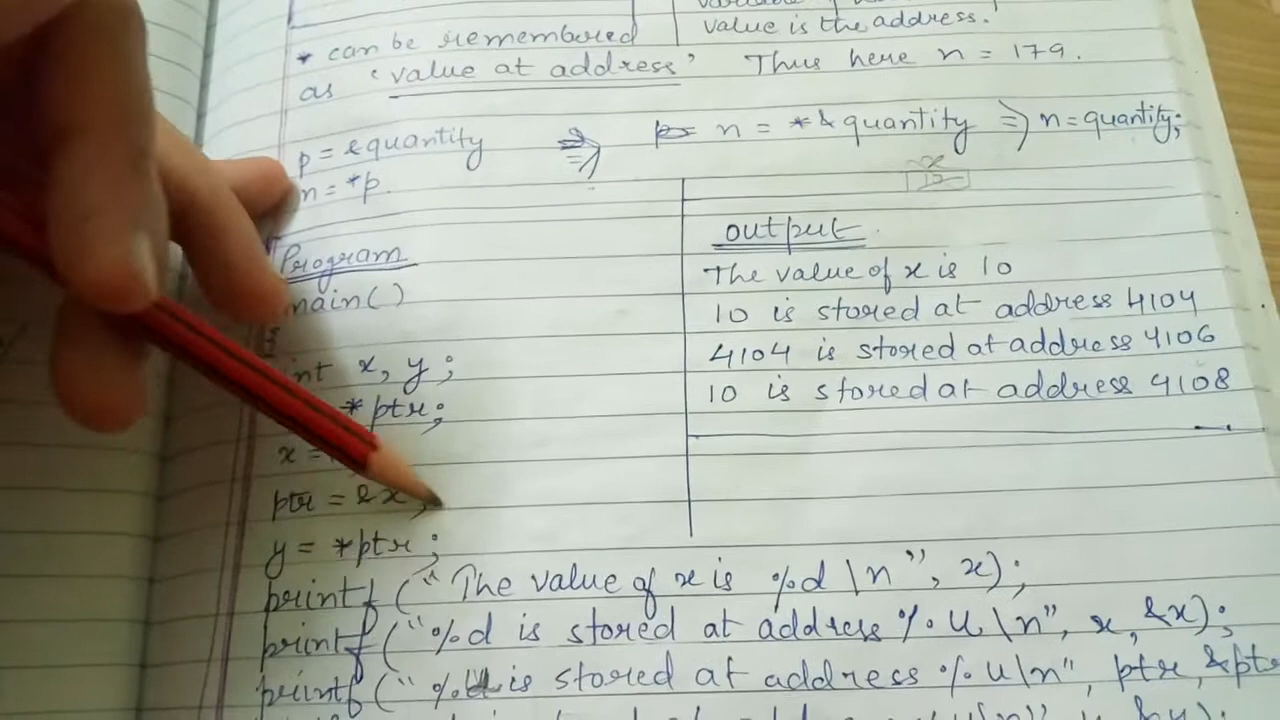 value is the address.
* can be remembered
as 'value at address' Thus here n = 179.
p = &quantity
n = *p.
n = *& quantity ⇒ n = quantity;
x
10
Program
main()
{
int x, y;
*ptr;
x =
ptr = &x;
y = *ptr;
output
The value of x is 10
10 is stored at address 4104
4104 is stored at address 4106
10 is stored at address 4108
printf ("The value of x is %d \n", x);
printf ("%d is stored at address %u \n", x, &x);
printf ("% is stored at address %u \n", ptr, &ptr